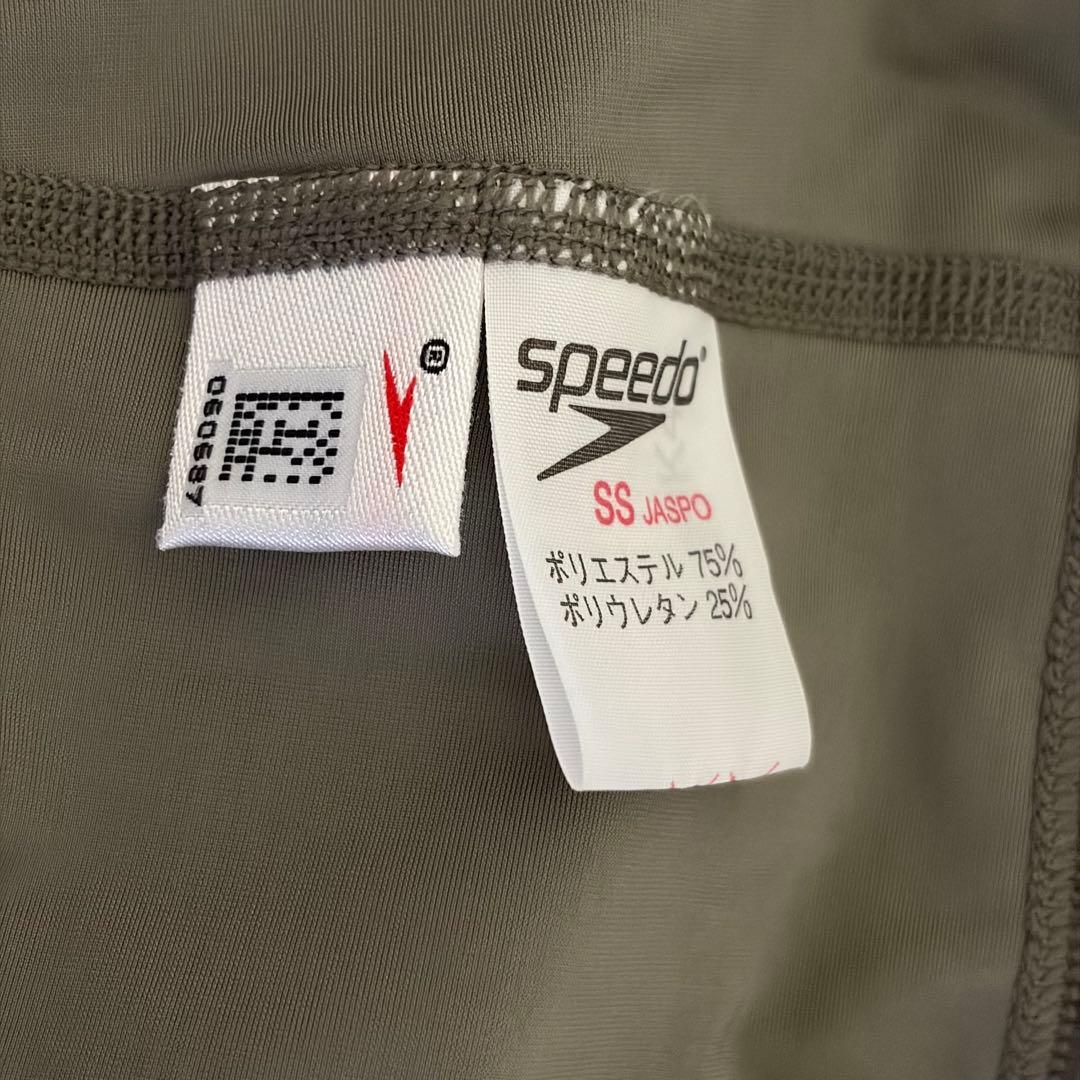 060687
®
speedo®
SS JASPO
ポリエステル 75%
ポリウレタン 25%